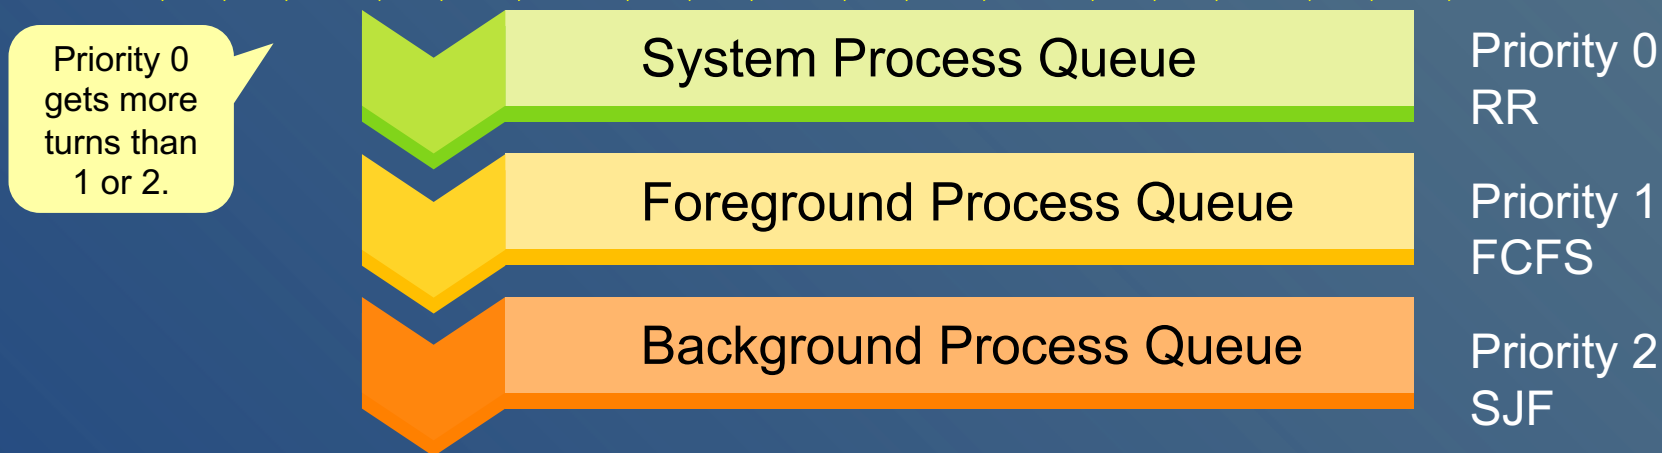 Priority 0
gets more
turns than
1 or 2.
System Process Queue
Priority 0
RR
Foreground Process Queue
Priority 1
FCFS
Background Process Queue
Priority 2
SJF